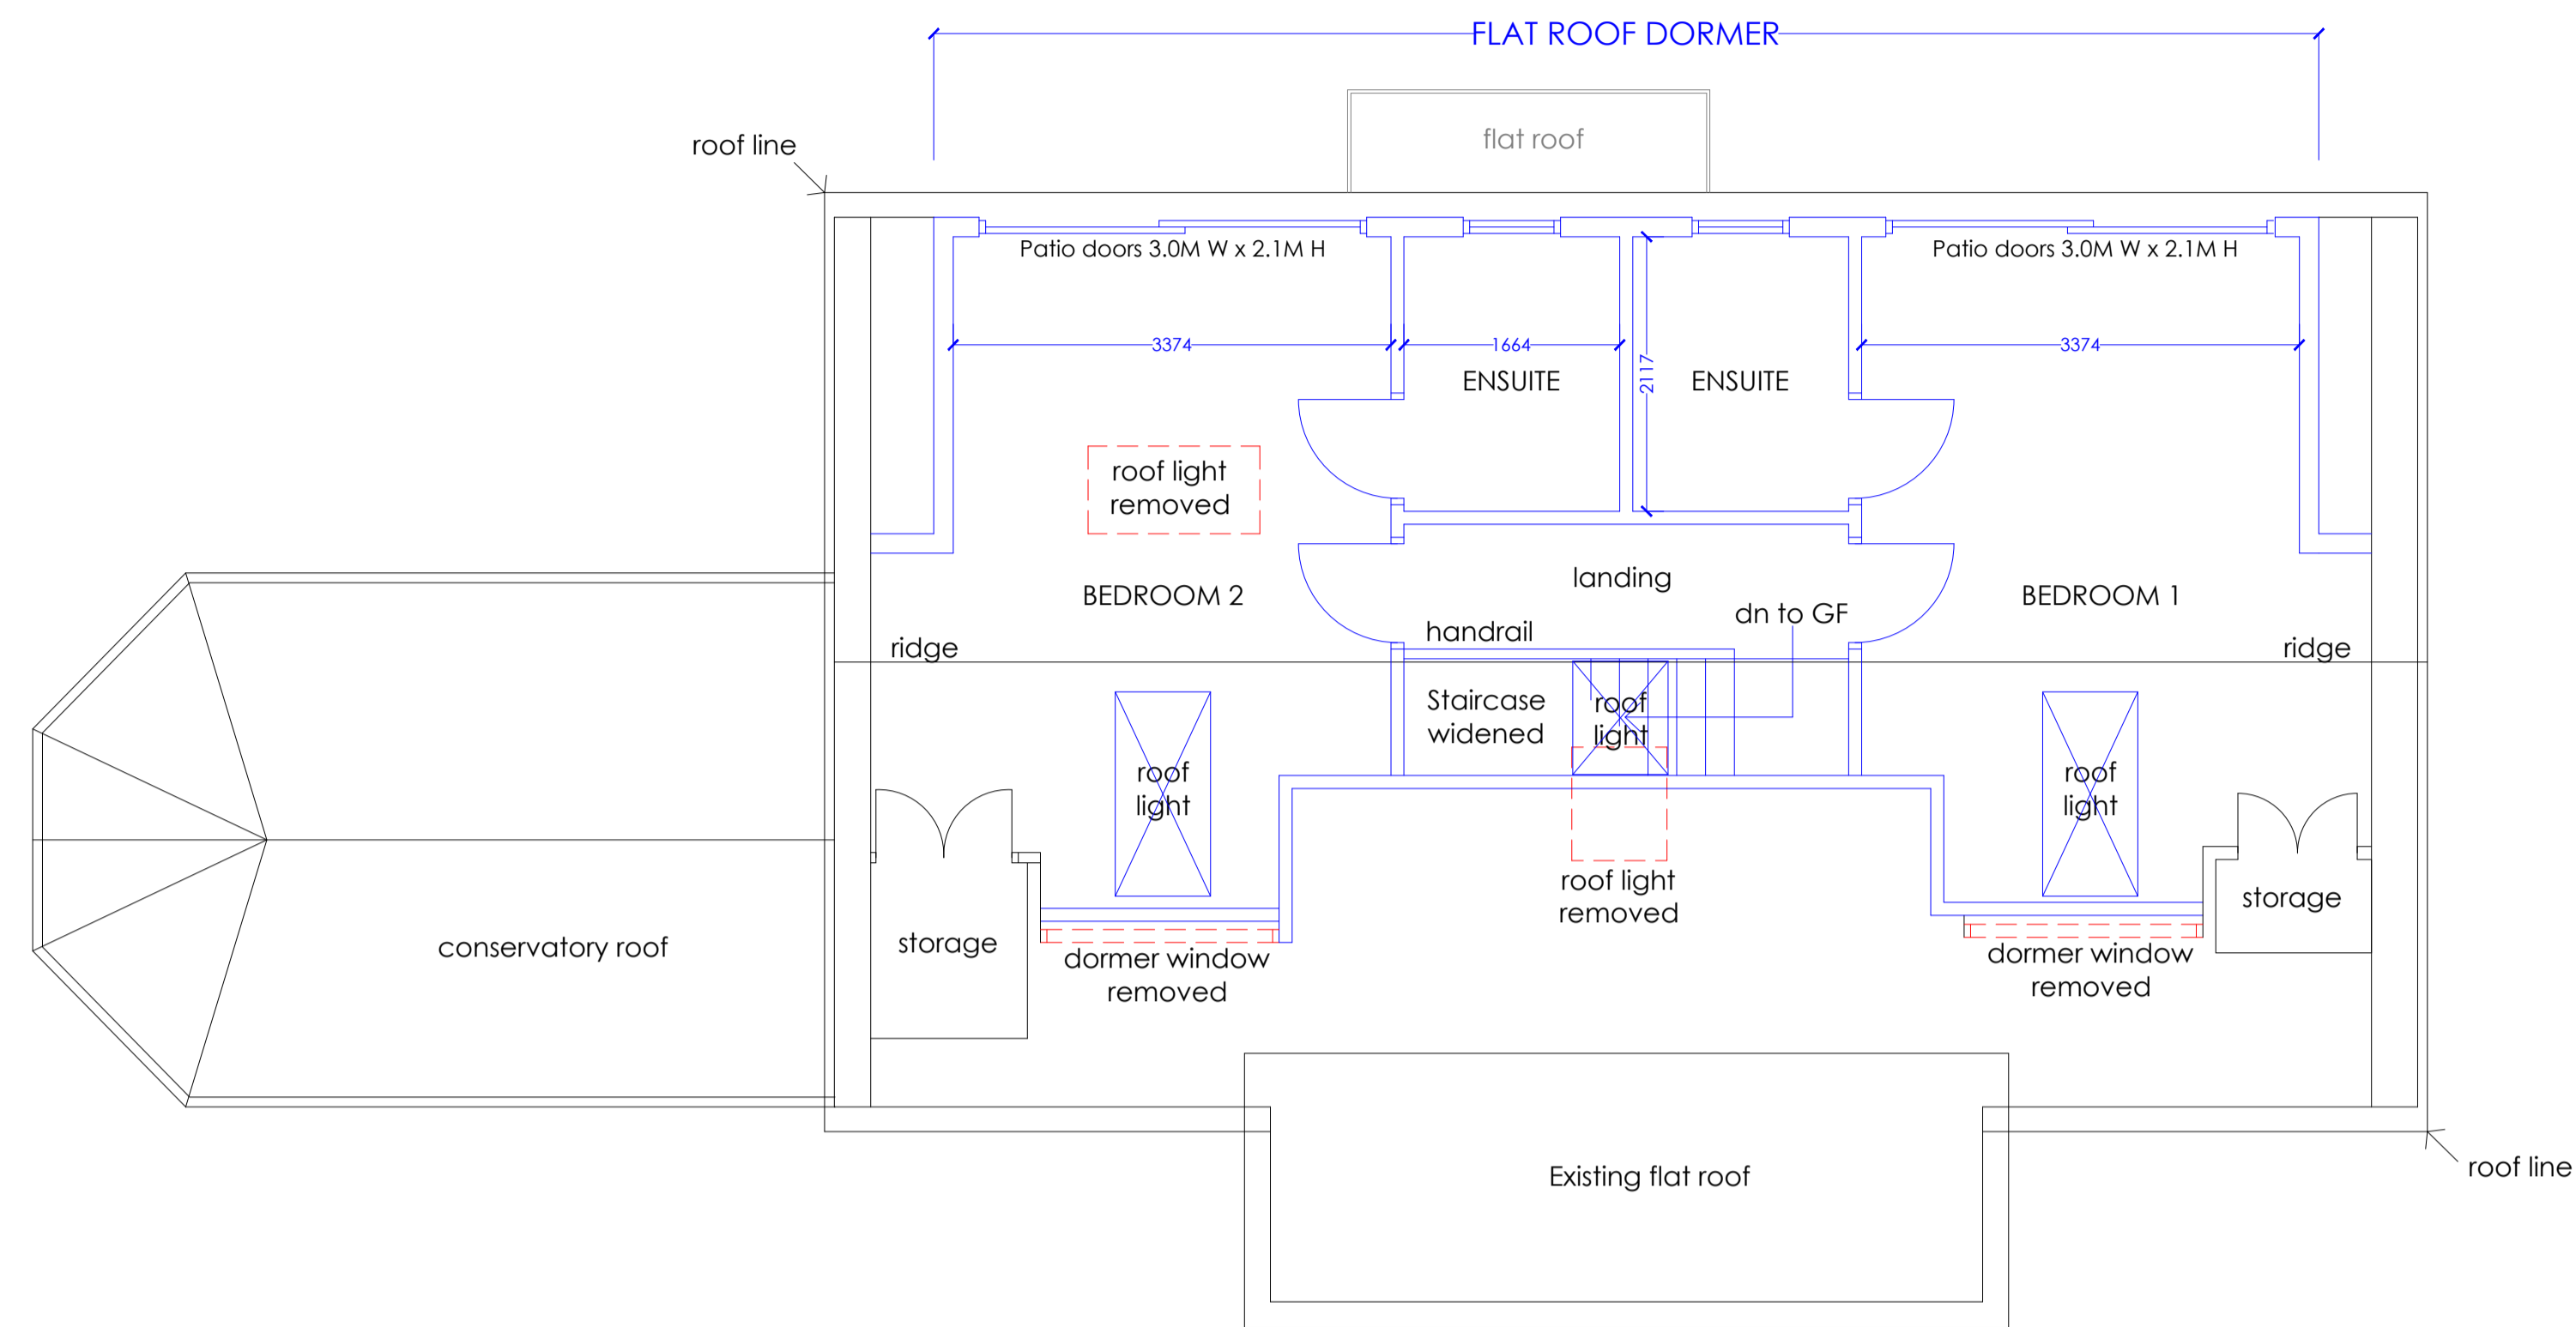 FLAT ROOF DORMER
flat roof
roof line
Patio doors 3.0M W x 2.1M H
Patio doors 3.0M W x 2.1M H
3374
1664
2117
3374
ENSUITE
ENSUITE
roof light
removed
landing
BEDROOM 2
BEDROOM 1
dn to GF
handrail
ridge
ridge
Staircase
widened
roof
light
roof
light
roof
light
roof light
removed
storage
storage
conservatory roof
dormer window
removed
dormer window
removed
Existing flat roof
roof line